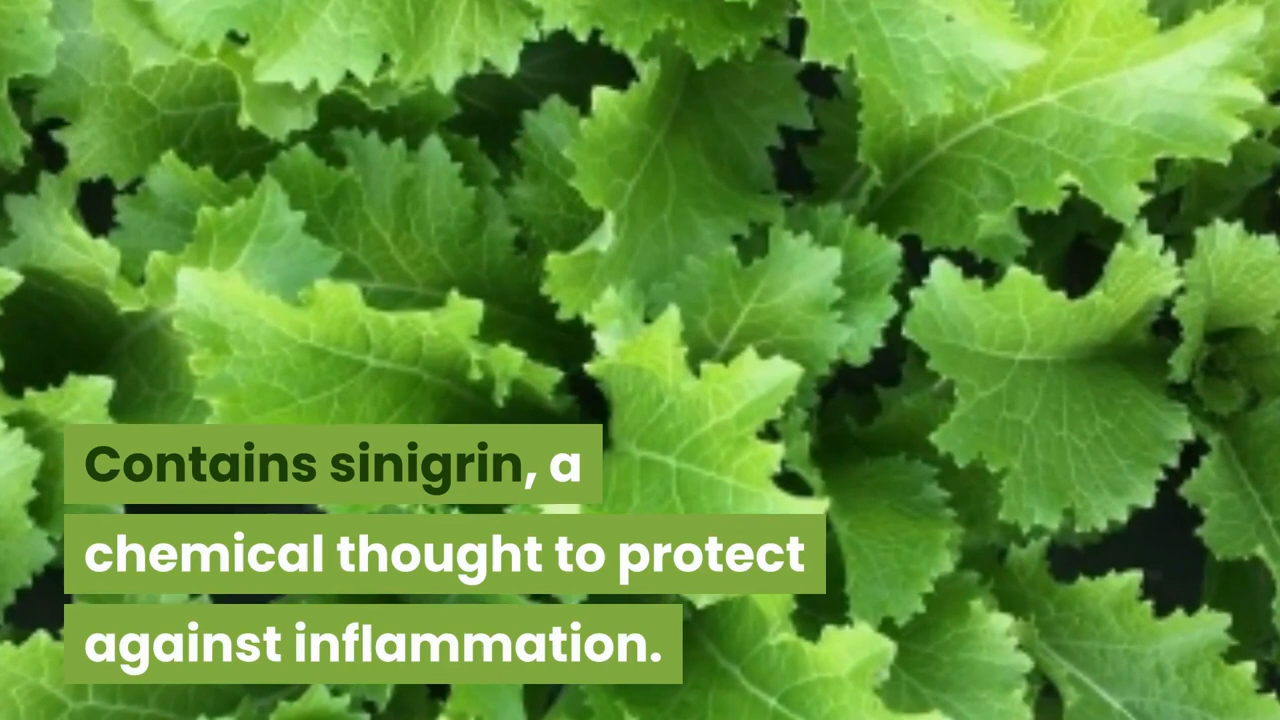 Contains sinigrin, a
chemical thought to protect
against inflammation.